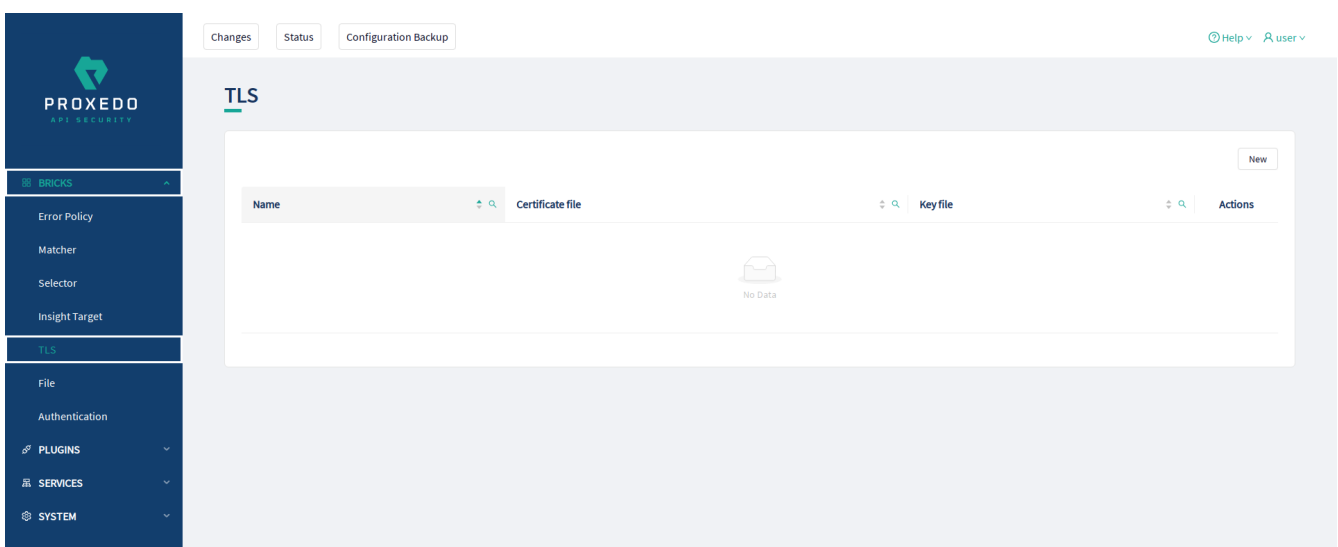 Changes Status Configuration Backup Help user
PROXEDO
API SECURITY
TLS
New
BRICKS
Name Certificate file Key file Actions
Error Policy
Matcher
Selector
No Data
Insight Target
TLS
File
Authentication
PLUGINS
SERVICES
SYSTEM